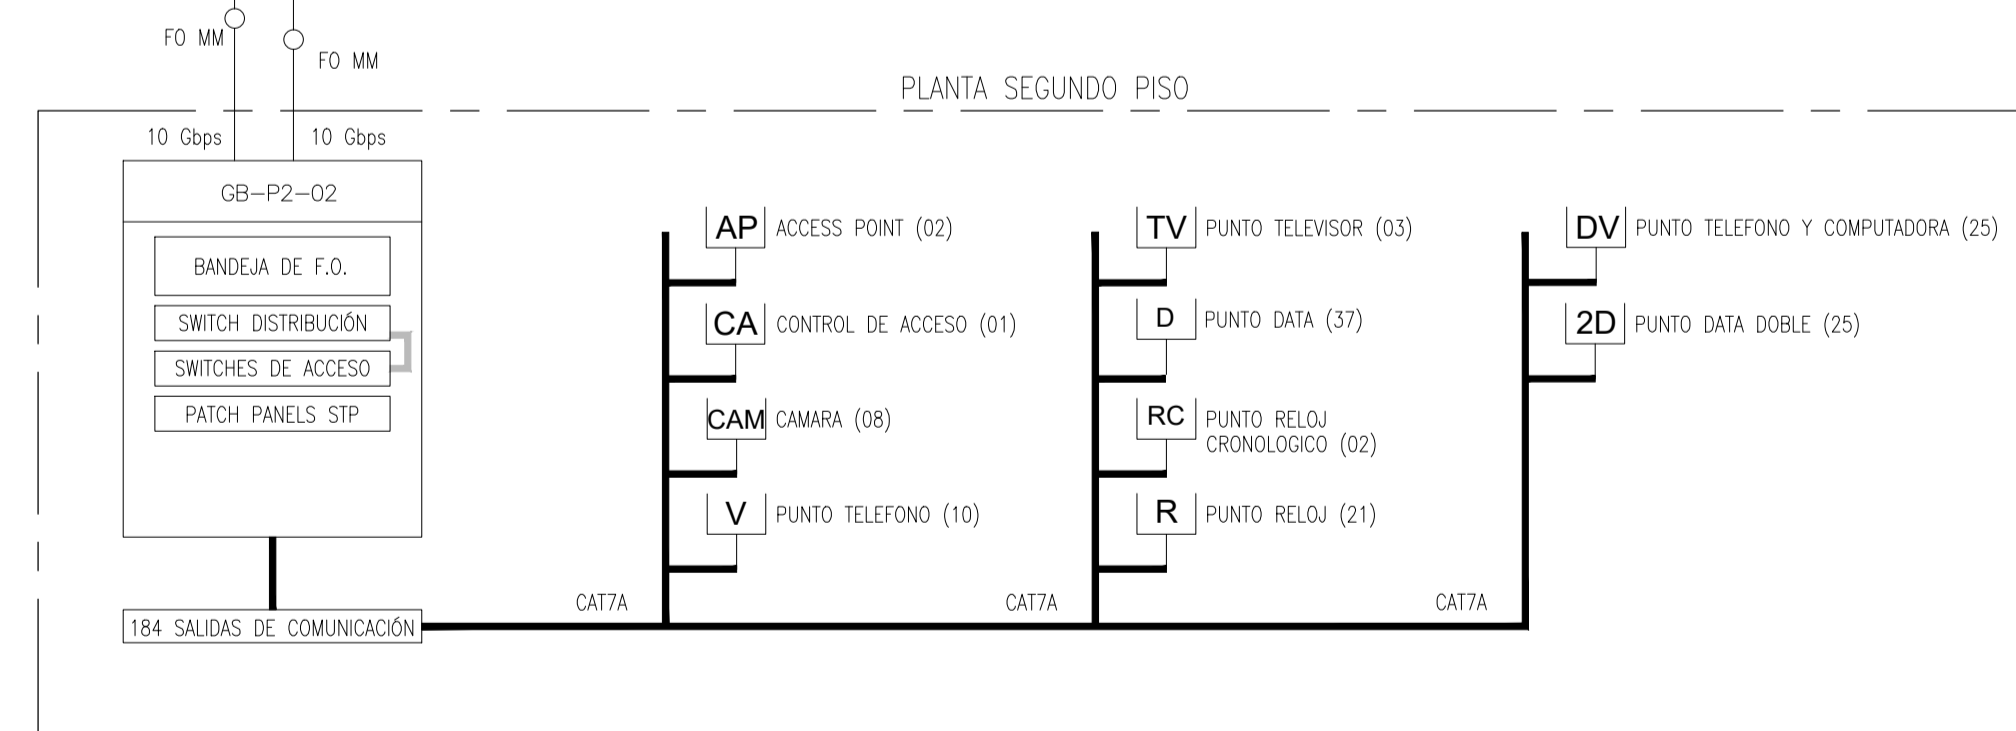 FO MM
FO MM
PLANTA SEGUNDO PISO
10 Gbps
10 Gbps
GB-P2-02
BANDEJA DE F.O.
SWITCH DISTRIBUCIÓN
SWITCHES DE ACCESO
PATCH PANELS STP
184 SALIDAS DE COMUNICACIÓN
CAT7A
AP ACCESS POINT (02)
CA CONTROL DE ACCESO (01)
CAM CAMARA (08)
V PUNTO TELEFONO (10)
CAT7A
TV PUNTO TELEVISOR (03)
D PUNTO DATA (37)
RC PUNTO RELOJ
CRONOLOGICO (02)
R PUNTO RELOJ (21)
CAT7A
DV PUNTO TELEFONO Y COMPUTADORA (25)
2D PUNTO DATA DOBLE (25)